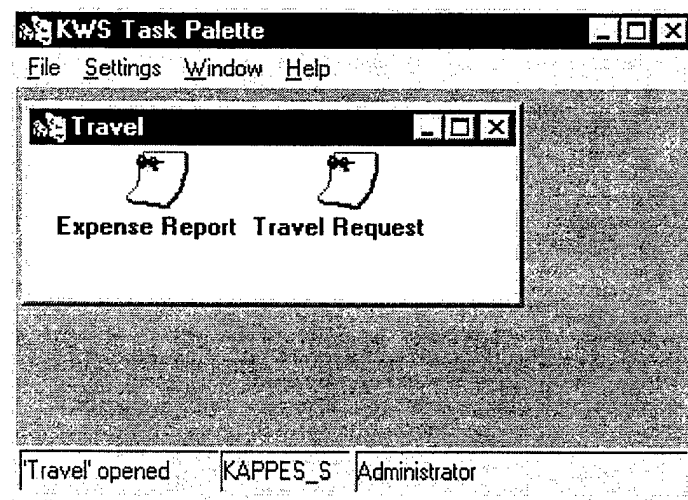 KWS Task Palette
File Settings Window Help
Travel
Expense Report Travel Request
'Travel' opened KAPPES_S Administrator